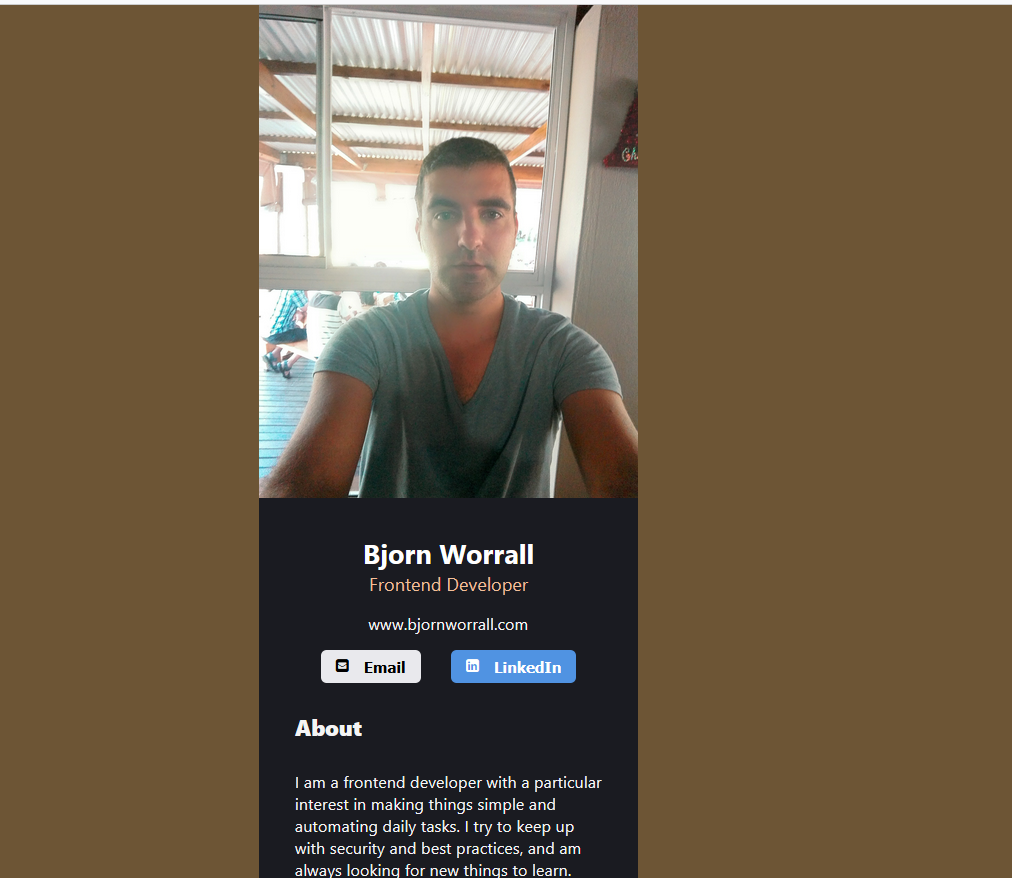 Bjorn Worrall
Frontend Developer
www.bjornworrall.com
Email
in LinkedIn
About
I am a frontend developer with a particular
interest in making things simple and
automating daily tasks. I try to keep up
with security and best practices, and am
always looking for new things to learn.